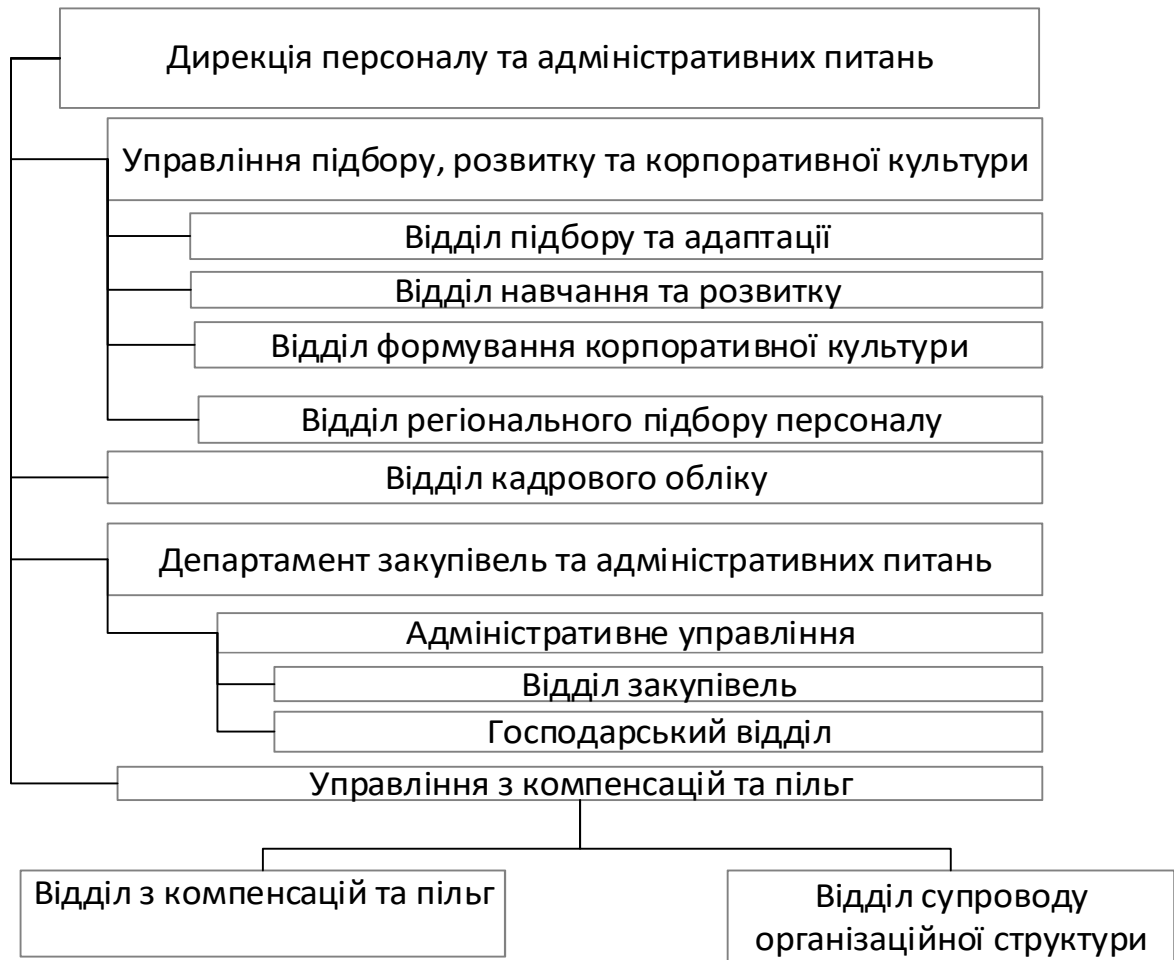 Дирекція персоналу та адміністративних питань
Управління підбору, розвитку та корпоративної культури
Відділ підбору та адаптації
Відділ навчання та розвитку
Відділ формування корпоративної культури
Відділ регіонального підбору персоналу
Відділ кадрового обліку
Департамент закупівель та адміністративних питань
Адміністративне управління
Відділ закупівель
Господарський відділ
Управління з компенсацій та пільг
Відділ з компенсацій та пільг
Відділ супроводу
організаційної структури